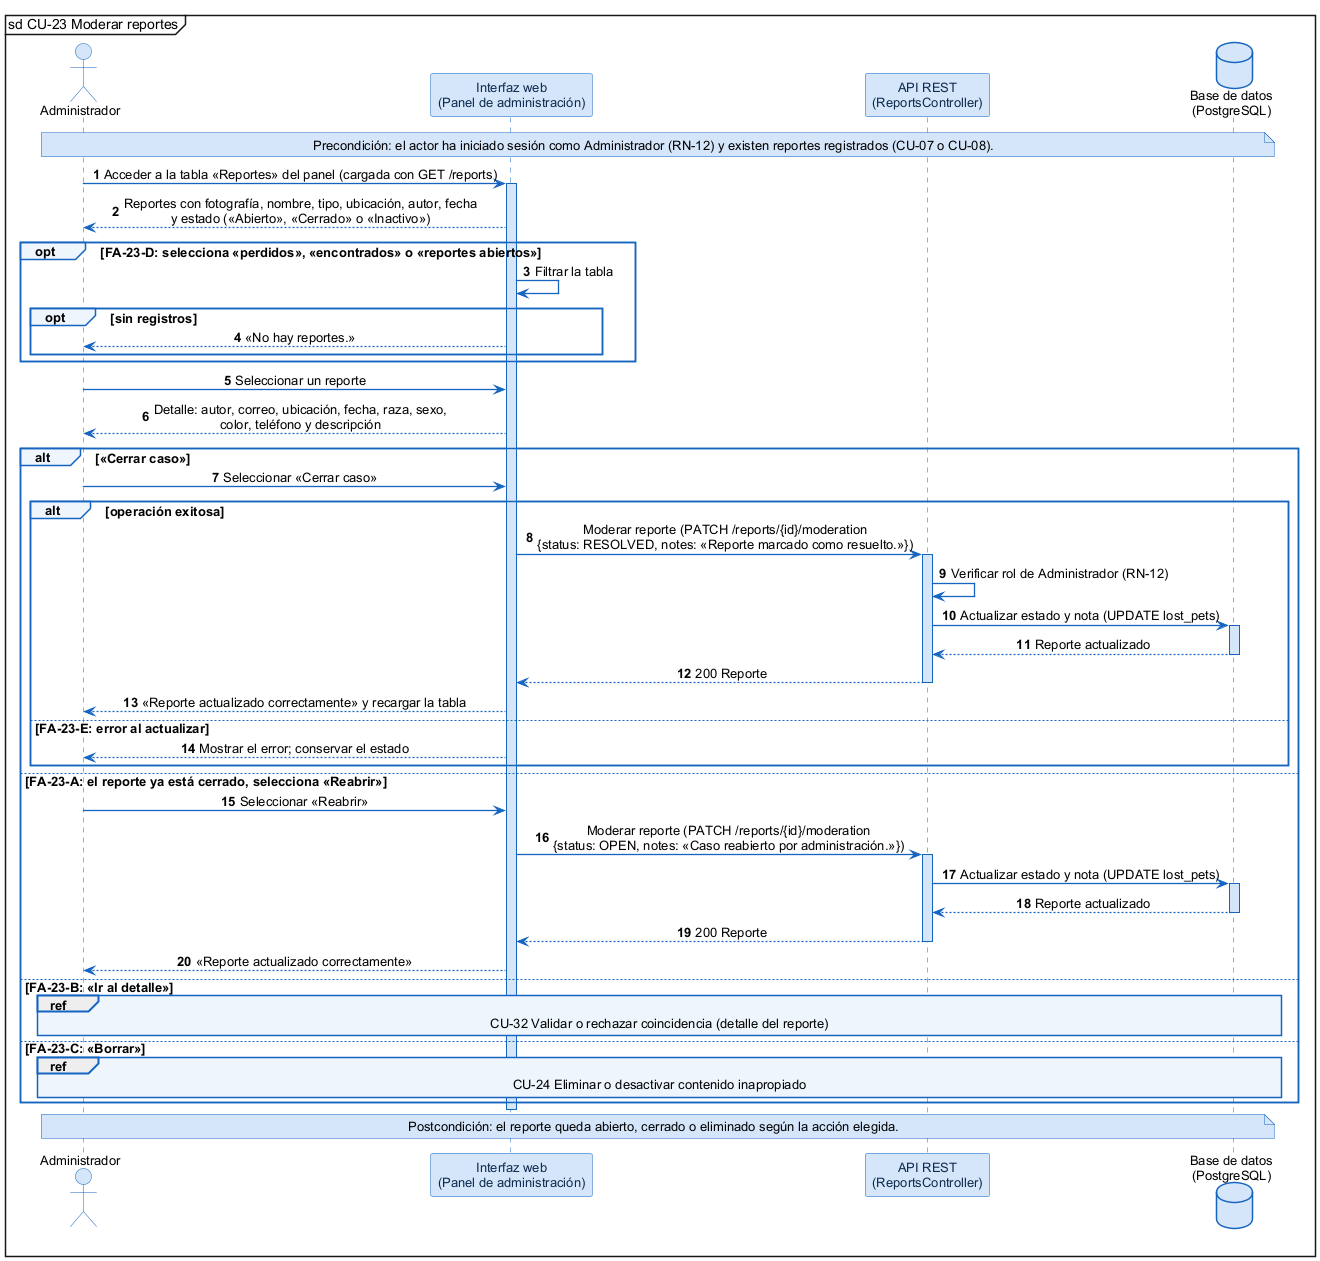 sd CU-23 Moderar reportes
Administrador
Interfaz web
(Panel de administración)
API REST
(ReportsController)
Base de datos
(PostgreSQL)
Precondición: el actor ha iniciado sesión como Administrador (RN-12) y existen reportes registrados (CU-07 o CU-08).
1 Acceder a la tabla «Reportes» del panel (cargada con GET /reports)
2 Reportes con fotografía, nombre, tipo, ubicación, autor, fecha
y estado («Abierto», «Cerrado» o «Inactivo»)
opt [FA-23-D: selecciona «perdidos», «encontrados» o «reportes abiertos»]
3 Filtrar la tabla
opt [sin registros]
4 «No hay reportes.»
5 Seleccionar un reporte
6 Detalle: autor, correo, ubicación, fecha, raza, sexo,
color, teléfono y descripción
alt [«Cerrar caso»]
7 Seleccionar «Cerrar caso»
alt [operación exitosa]
8 Moderar reporte (PATCH /reports/{id}/moderation
{status: RESOLVED, notes: «Reporte marcado como resuelto.»})
9 Verificar rol de Administrador (RN-12)
10 Actualizar estado y nota (UPDATE lost_pets)
11 Reporte actualizado
12 200 Reporte
13 «Reporte actualizado correctamente» y recargar la tabla
[FA-23-E: error al actualizar]
14 Mostrar el error; conservar el estado
[FA-23-A: el reporte ya está cerrado, selecciona «Reabrir»]
15 Seleccionar «Reabrir»
16 Moderar reporte (PATCH /reports/{id}/moderation
{status: OPEN, notes: «Caso reabierto por administración.»})
17 Actualizar estado y nota (UPDATE lost_pets)
18 Reporte actualizado
19 200 Reporte
20 «Reporte actualizado correctamente»
[FA-23-B: «Ir al detalle»]
ref
CU-32 Validar o rechazar coincidencia (detalle del reporte)
[FA-23-C: «Borrar»]
ref
CU-24 Eliminar o desactivar contenido inapropiado
Postcondición: el reporte queda abierto, cerrado o eliminado según la acción elegida.
Administrador
Interfaz web
(Panel de administración)
API REST
(ReportsController)
Base de datos
(PostgreSQL)